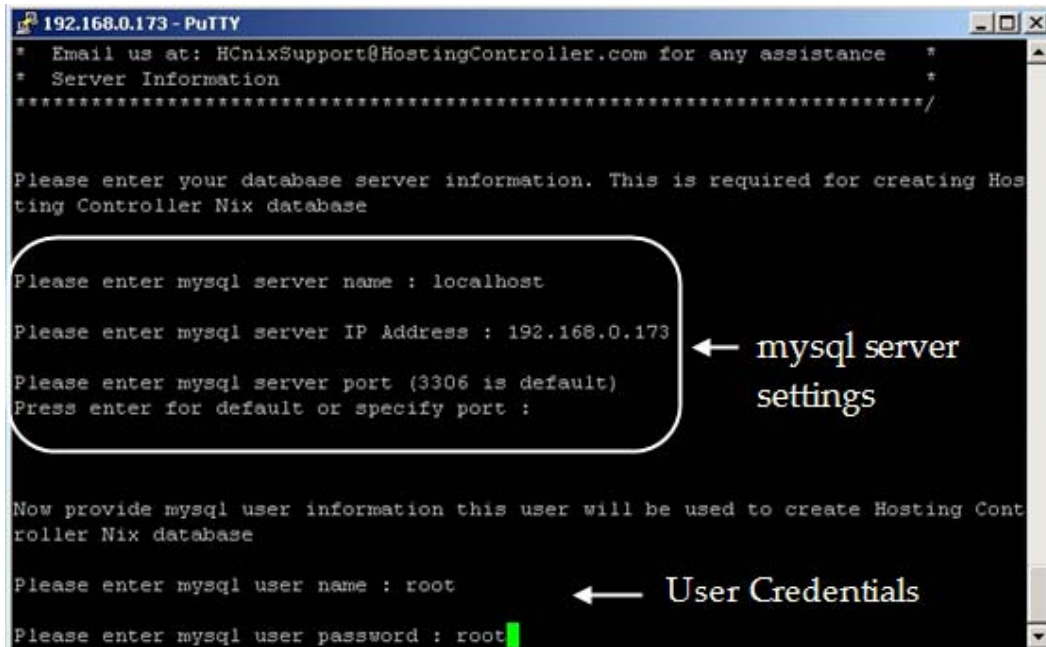 192.168.0.173 - PuTTY
*   Email us at: HCnixSupport@HostingController.com for any assistance   *
*   Server Information   *
*************************************************************************/
Please enter your database server information. This is required for creating Hos
ting Controller Nix database
Please enter mysql server name : localhost
Please enter mysql server IP Address : 192.168.0.173
Please enter mysql server port (3306 is default)
Press enter for default or specify port :
mysql server
settings
Now provide mysql user information this user will be used to create Hosting Cont
roller Nix database
Please enter mysql user name : root
User Credentials
Please enter mysql user password : root